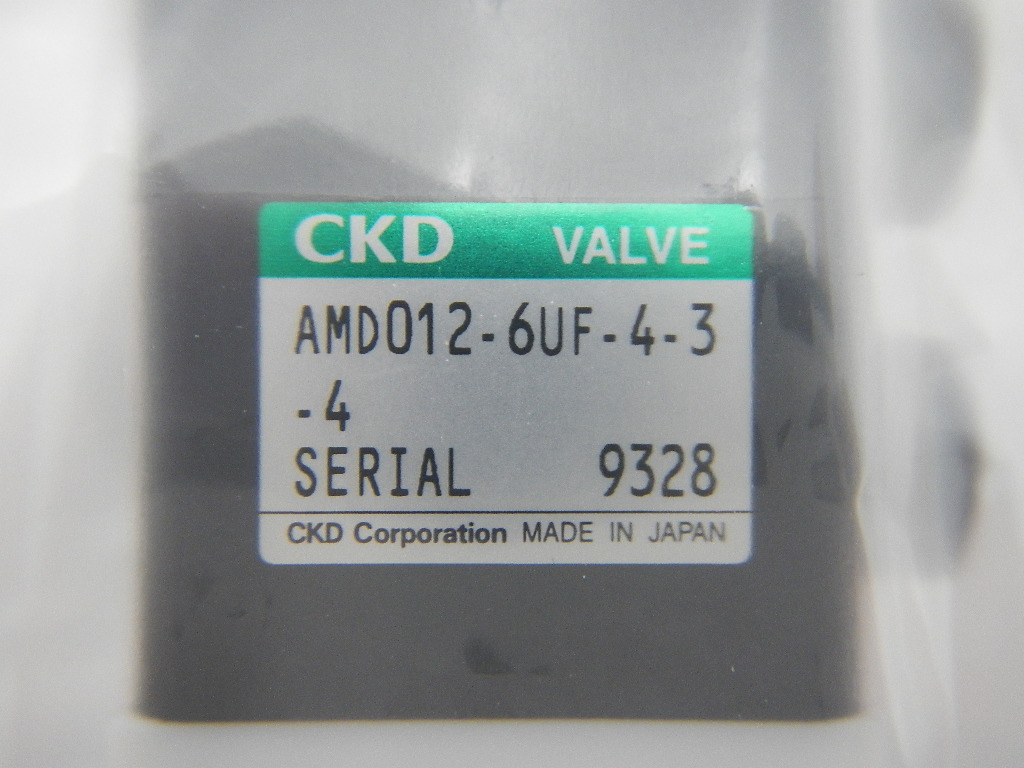 CKD VALVE
AMD012-6UF-4-3
-4
SERIAL 9328
CKD Corporation MADE IN JAPAN